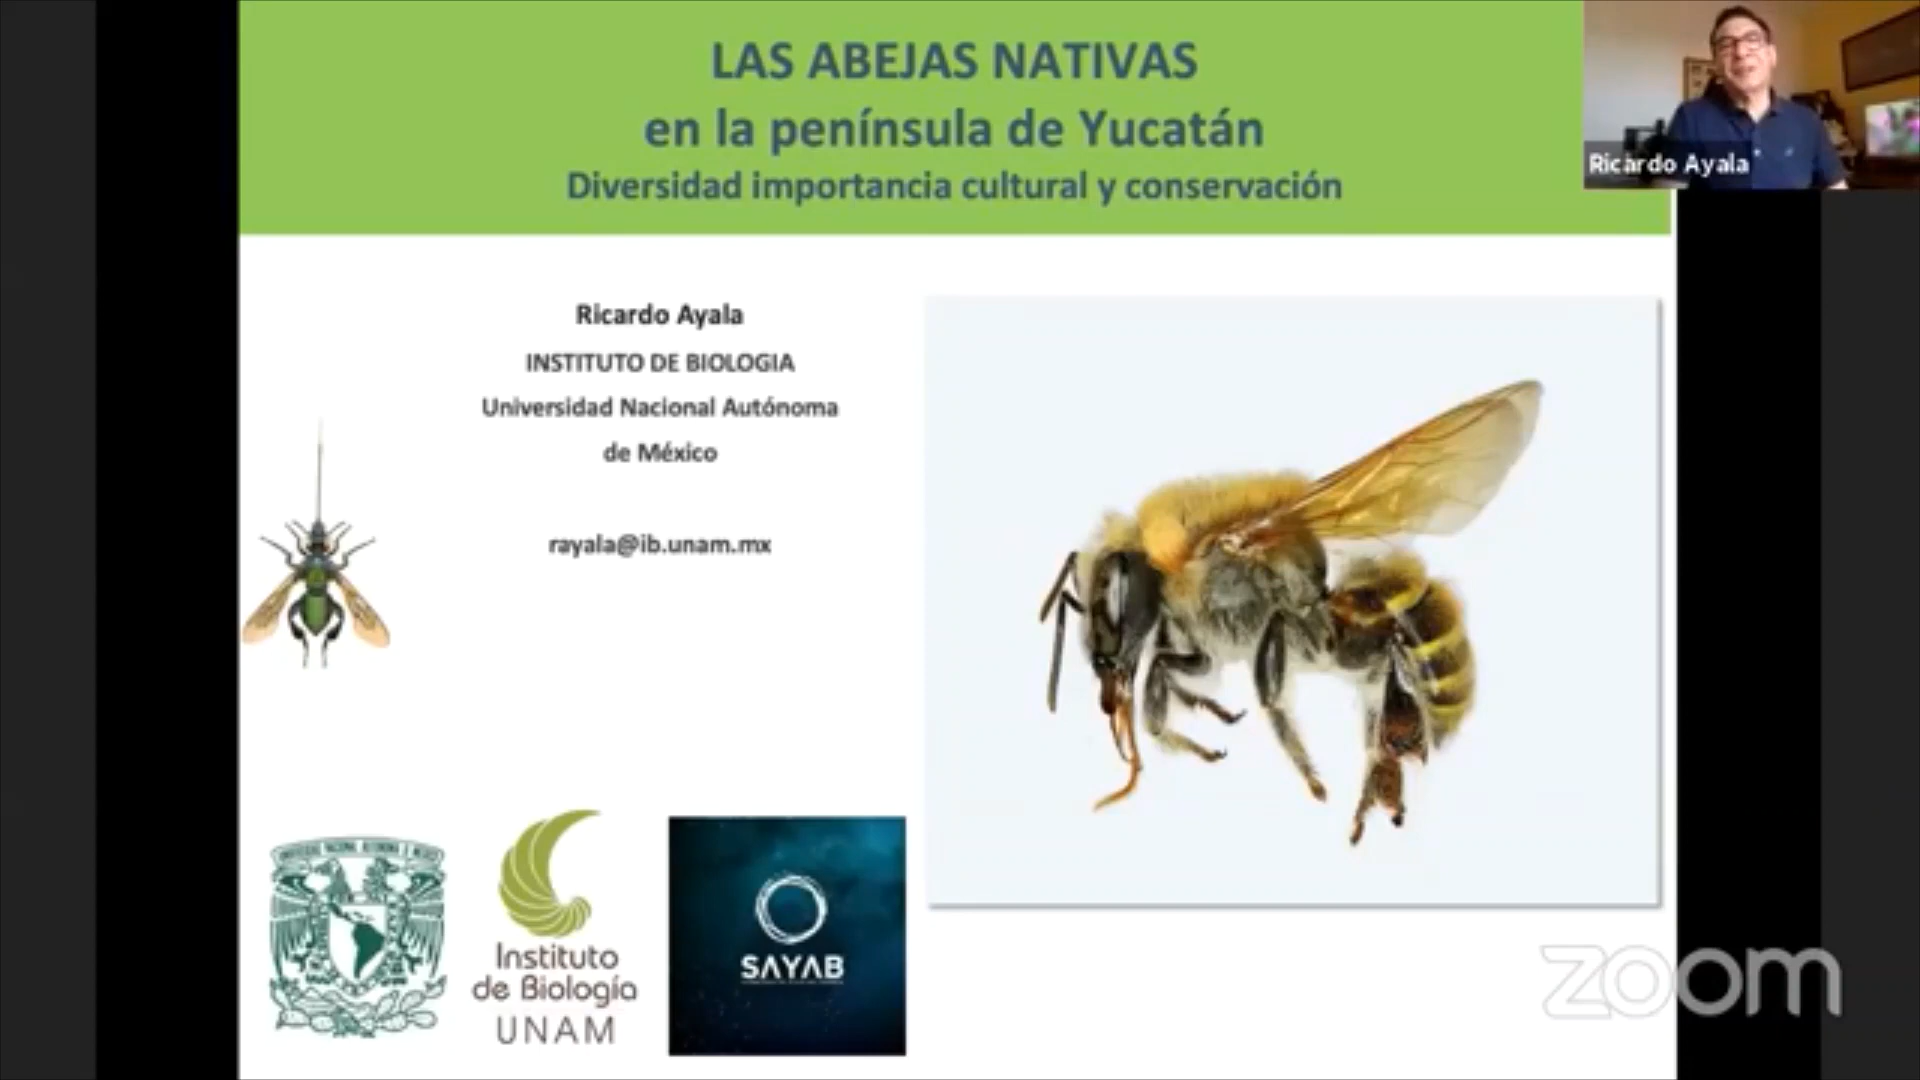 LAS ABEJAS NATIVAS
en la península de Yucatán
Diversidad importancia cultural y conservación
Ricardo Ayala
Ricardo Ayala
INSTITUTO DE BIOLOGIA
Universidad Nacional Autónoma
de México
rayala@ib.unam.mx
Instituto
de Biología
UNAM
SAYAB
zoom